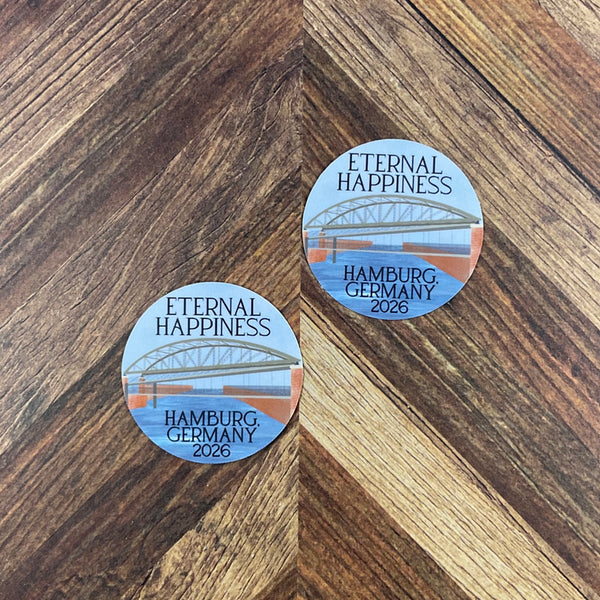 ETERNAL
HAPPINESS
HAMBURG,
GERMANY
2026
ETERNAL
HAPPINESS
HAMBURG,
GERMANY
2026